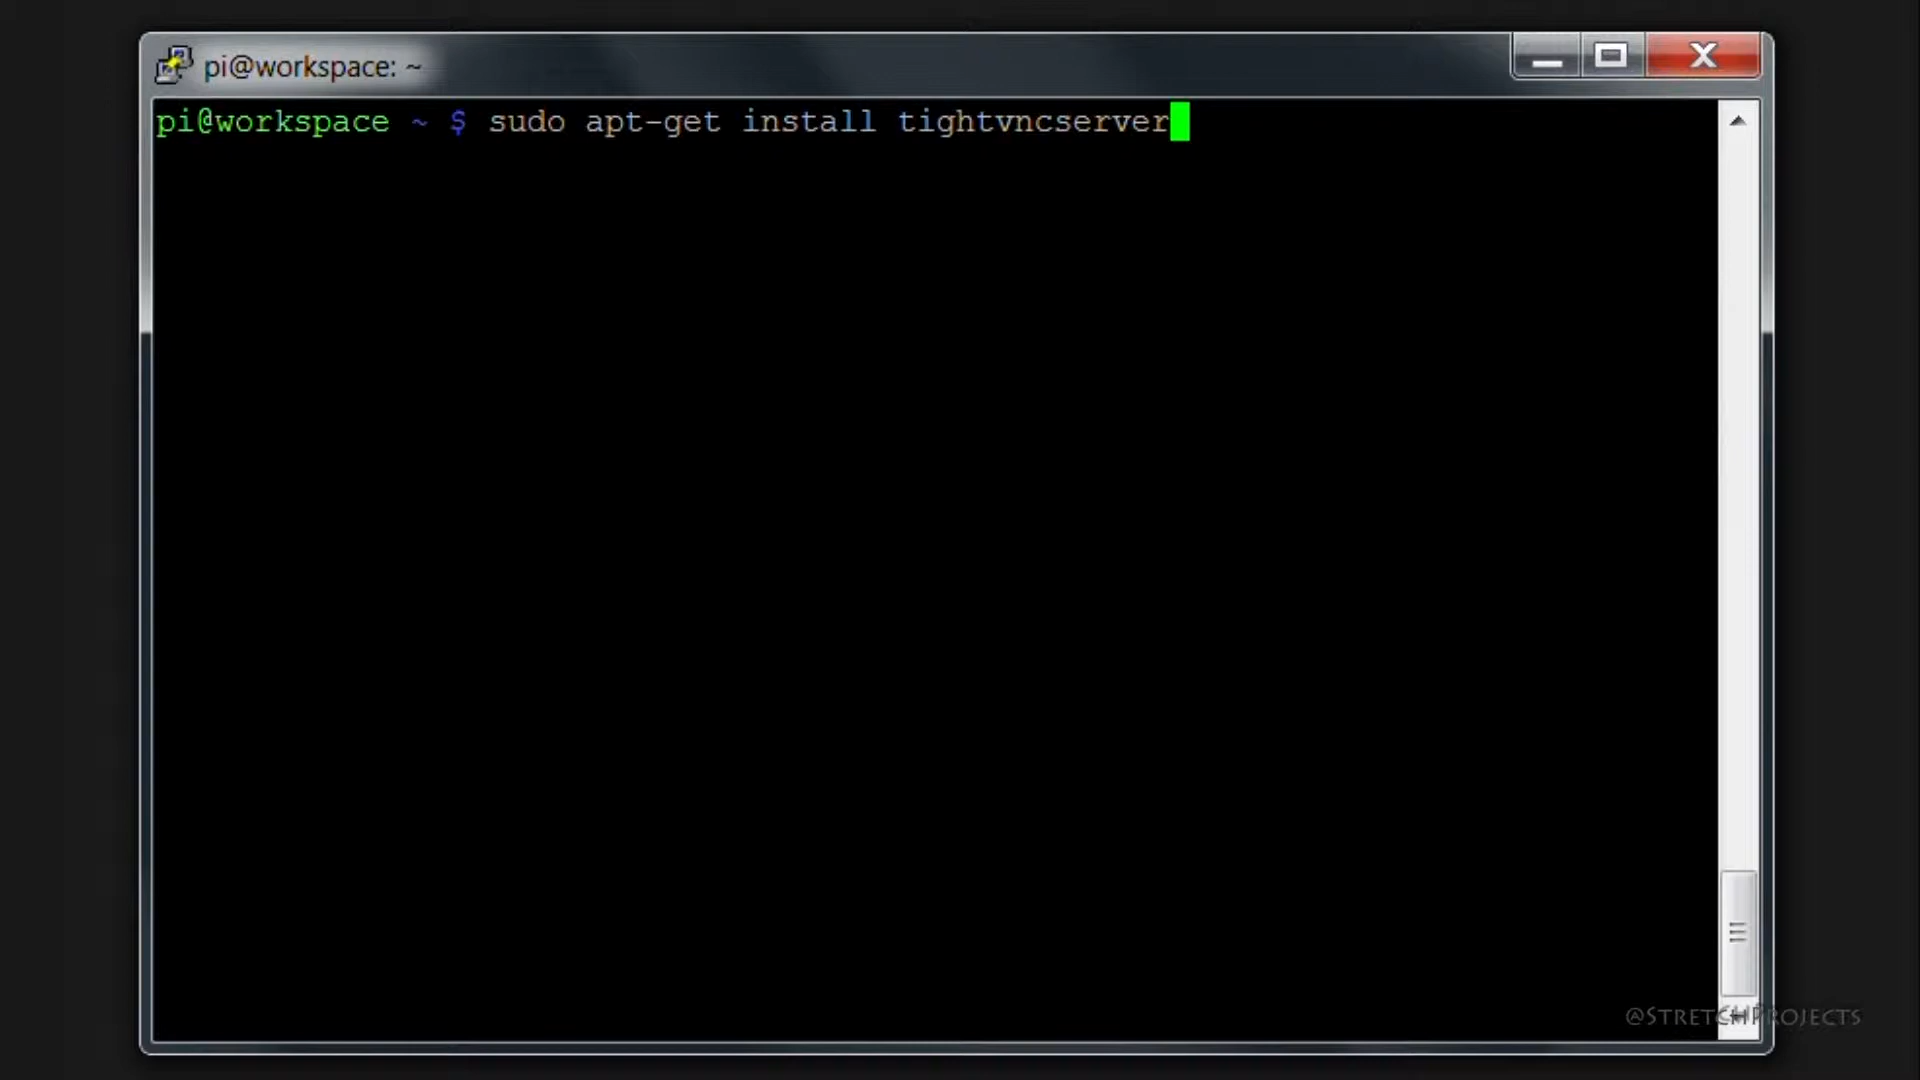 pi@workspace: ~
pi@workspace ~ $ sudo apt-get install tightvncserver
@StretchProjects